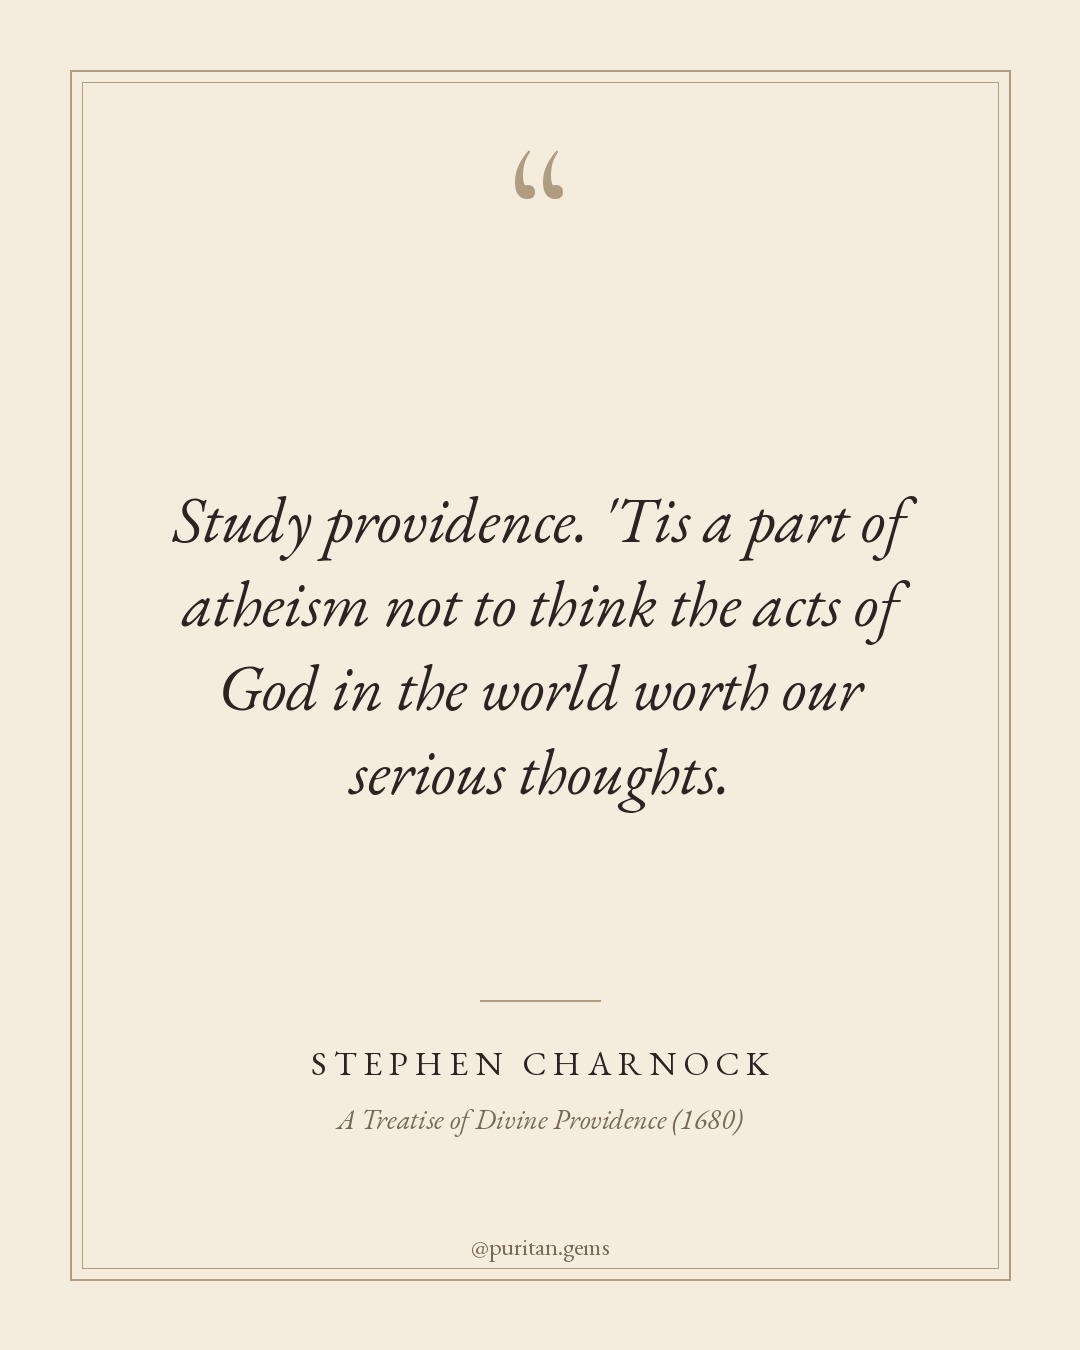 “
Study providence. 'Tis a part of
atheism not to think the acts of
God in the world worth our
serious thoughts.
STEPHEN CHARNOCK
A Treatise of Divine Providence (1680)
@puritan.gems